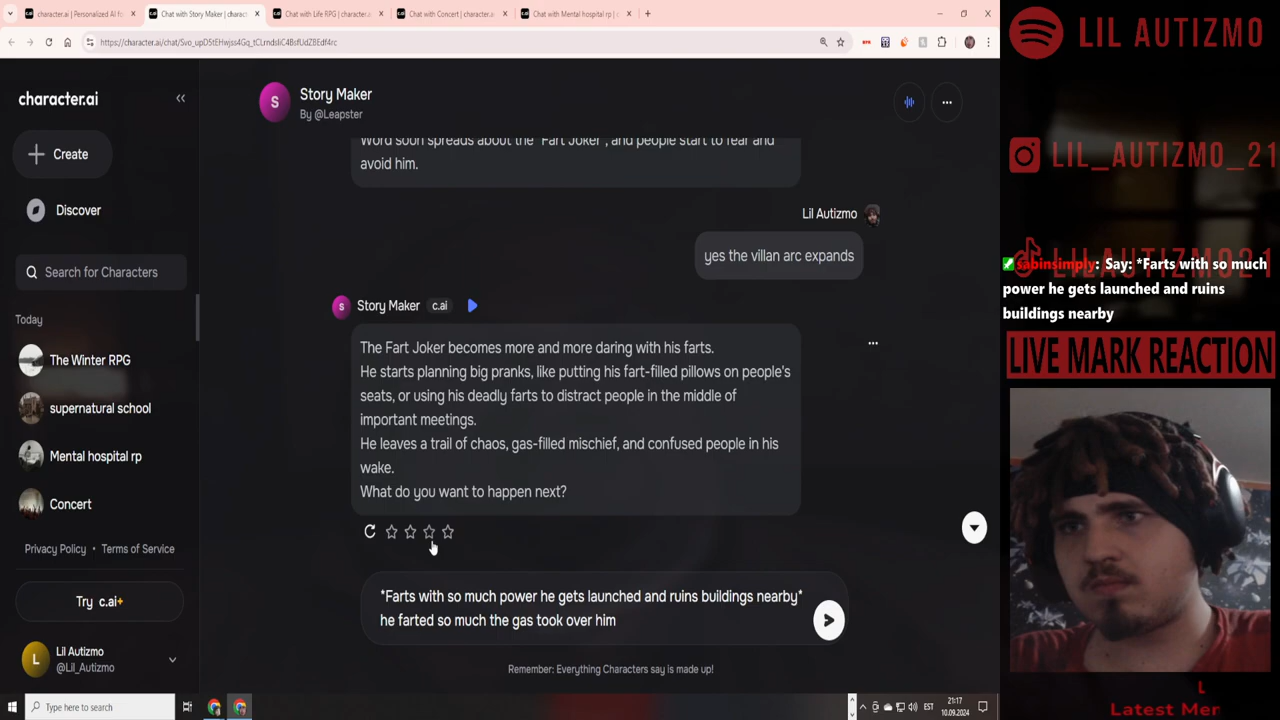 character.ai | Personalized AI for
Chat with Story Maker | charact
Chat with Life RPG | character.ai
Chat with Concert | character.a
Chat with Mental hospital rp | c
character.ai
Create
Discover
Search for Characters
Today
The Winter RPG
supernatural school
Mental hospital rp
Concert
Privacy Policy • Terms of Service
Try c.ai+
L
Lil Autizmo
@Lil_Autizmo
S
Story Maker
By @Leapster
Word soon spreads about the "Fart Joker", and people start to fear and
avoid him.
Lil Autizmo
yes the villan arc expands
S Story Maker c.ai
The Fart Joker becomes more and more daring with his farts.
He starts planning big pranks, like putting his fart-filled pillows on people's
seats, or using his deadly farts to distract people in the middle of
important meetings.
He leaves a trail of chaos, gas-filled mischief, and confused people in his
wake.
What do you want to happen next?
*Farts with so much power he gets launched and ruins buildings nearby*
he farted so much the gas took over him
Remember: Everything Characters say is made up!
Type here to search
EST
21:17
10.09.2024
LIL AUTIZMO
LIL_AUTIZMO_21
LIL AUTIZMO21
sabinsimply: Say: *Farts with so much
power he gets launched and ruins
buildings nearby
LIVE MARK REACTION
L
Latest Mer